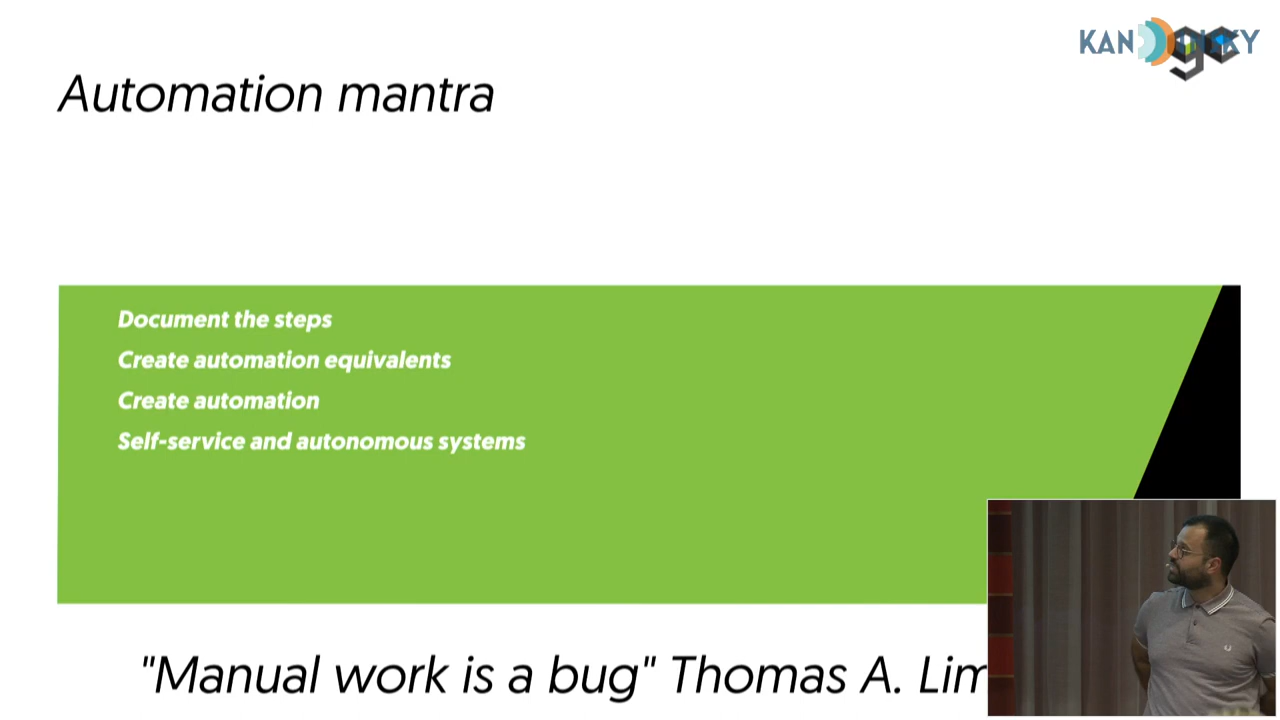 Automation mantra
Document the steps
Create automation equivalents
Create automation
Self-service and autonomous systems
"Manual work is a bug" Thomas A.